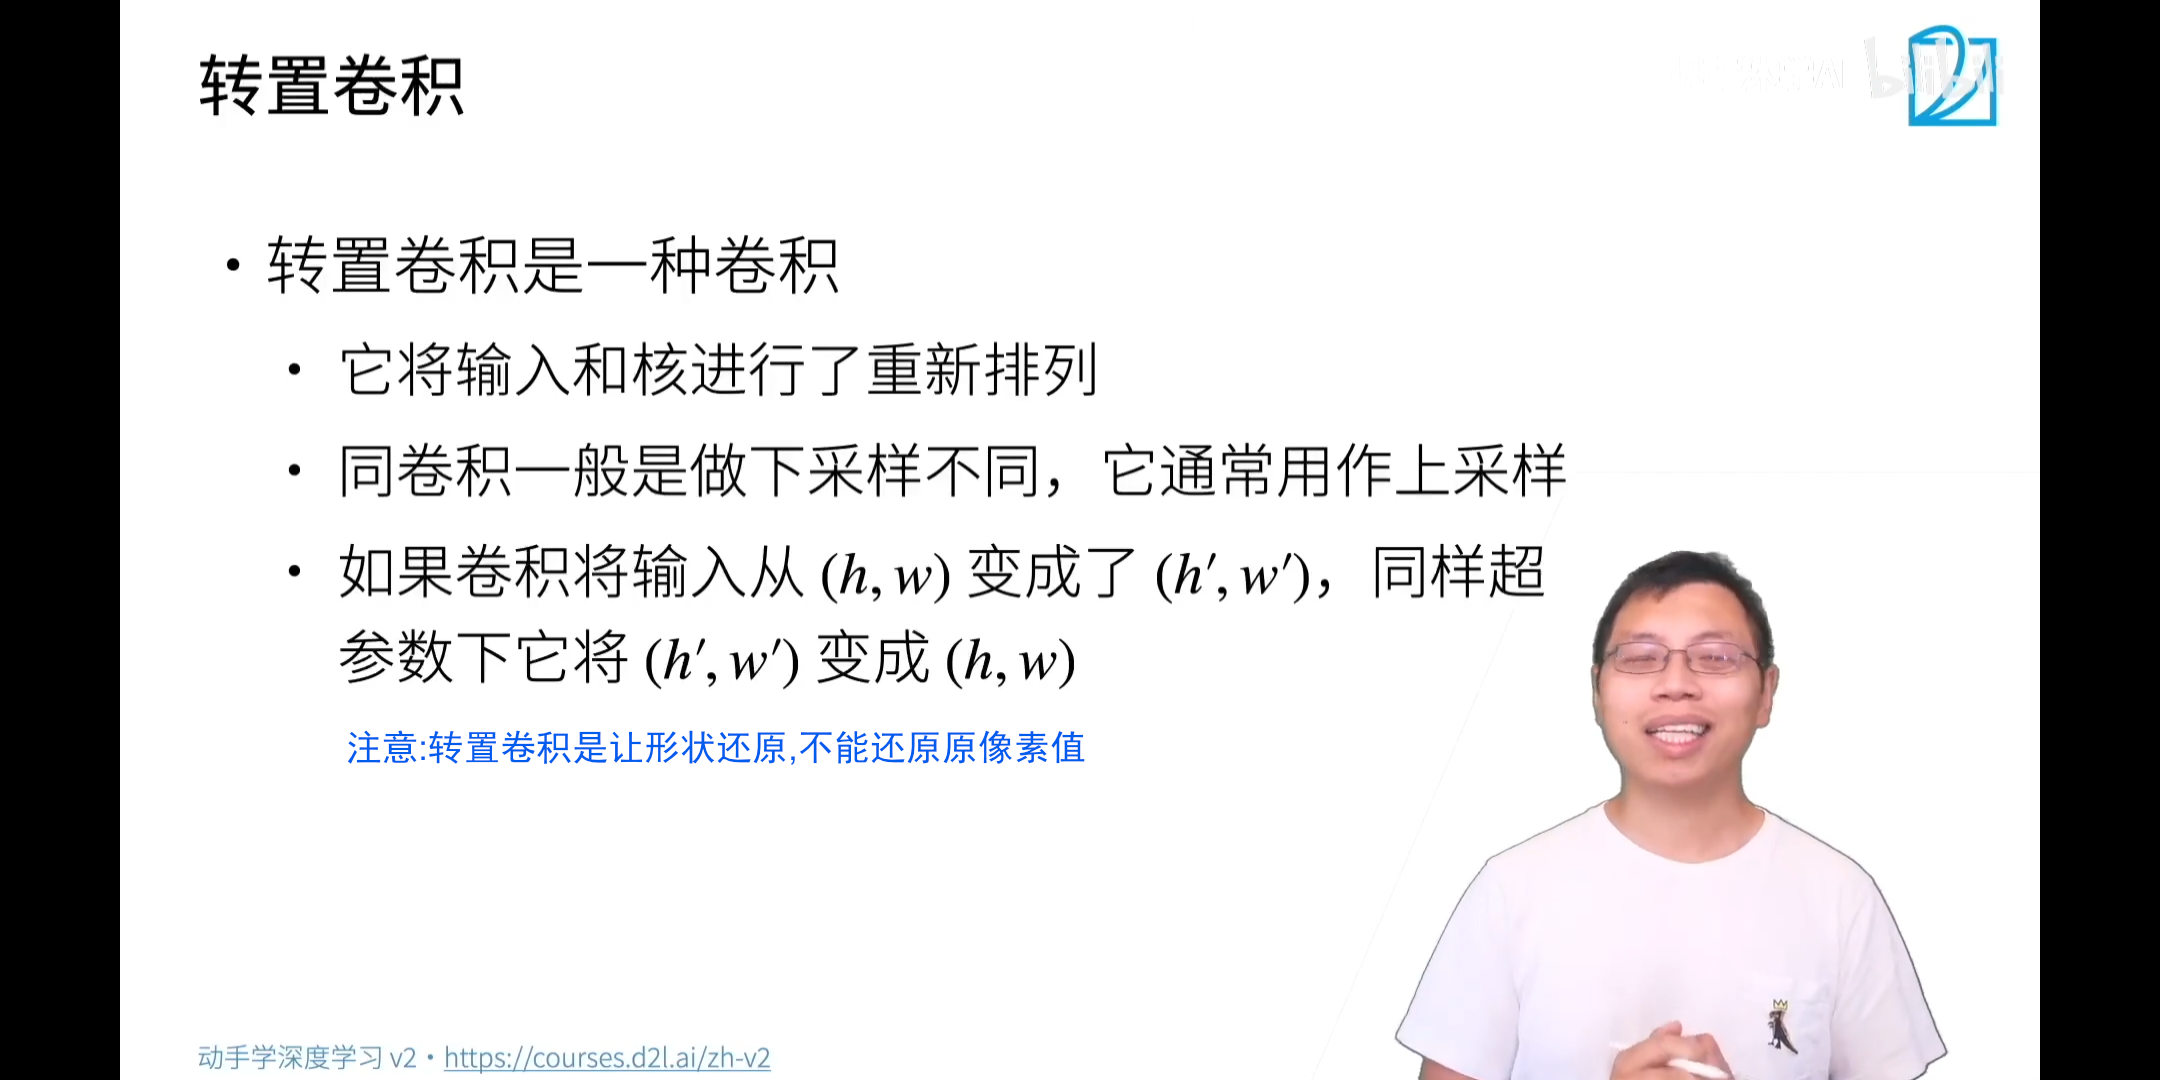 转置卷积
bilibili
• 转置卷积是一种卷积
• 它将输入和核进行了重新排列
• 同卷积一般是做下采样不同，它通常用作上采样
• 如果卷积将输入从 (h, w) 变成了 (h′, w′)，同样超
参数下它将 (h′, w′) 变成 (h, w)
注意:转置卷积是让形状还原,不能还原原像素值
动手学深度学习 v2 • https://courses.d2l.ai/zh-v2